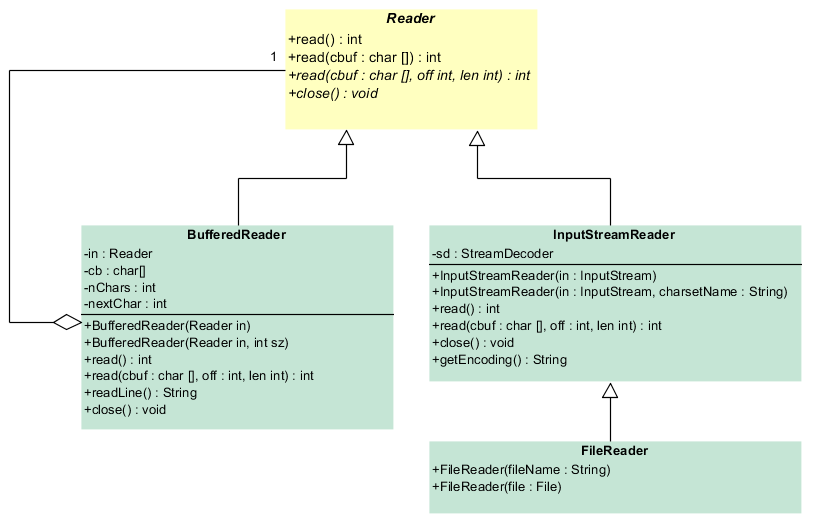 Reader
+read() : int
1
+read(cbuf : char []) : int
+read(cbuf : char [], off int, len int) : int
+close() : void
BufferedReader
-in : Reader
-cb : char[]
-nChars : int
-nextChar : int
+BufferedReader(Reader in)
+BufferedReader(Reader in, int sz)
+read() : int
+read(cbuf : char [], off : int, len int) : int
+readLine() : String
+close() : void
InputStreamReader
-sd : StreamDecoder
+InputStreamReader(in : InputStream)
+InputStreamReader(in : InputStream, charsetName : String)
+read() : int
+read(cbuf : char [], off : int, len int) : int
+close() : void
+getEncoding() : String
FileReader
+FileReader(fileName : String)
+FileReader(file : File)